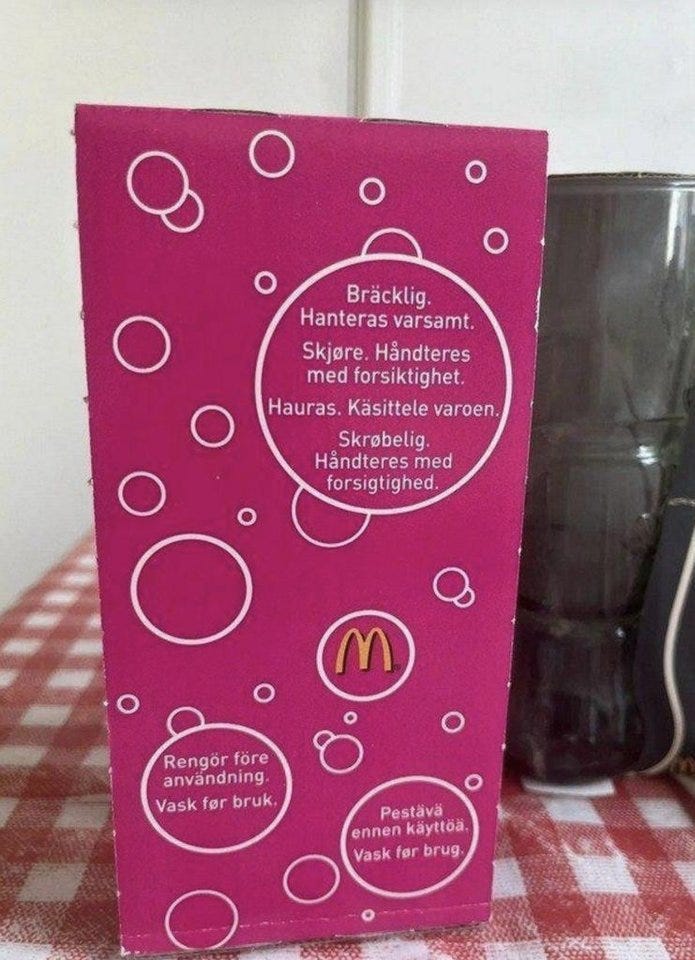 Bräcklig.
Hanteras varsamt.
Skjøre. Håndteres
med forsiktighet.
Hauras. Käsittele varoen.
Skrøbelig.
Håndteres med
forsigtighed.
M
Rengör före
användning.
Vask før bruk.
Pestävä
ennen käyttöä.
Vask før brug.